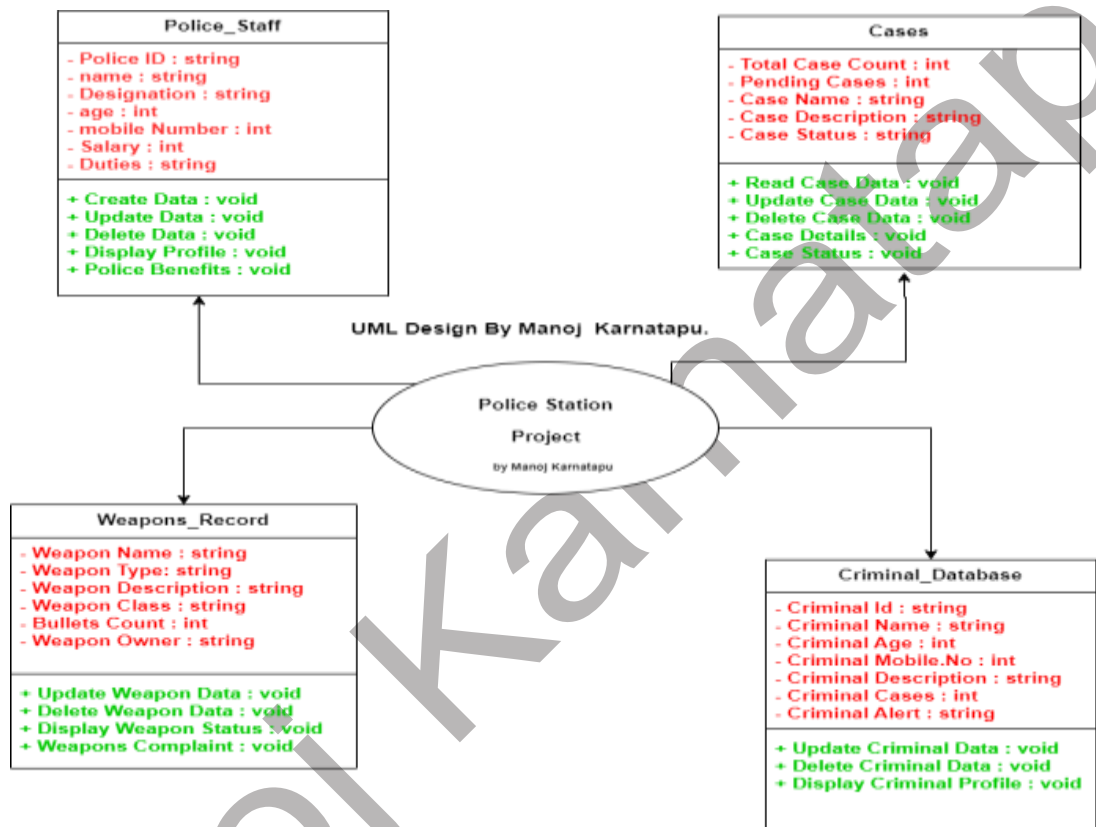 Police_Staff
- Police ID : string
- name : string
- Designation : string
- age : int
- mobile Number : int
- Salary : int
- Duties : string
+ Create Data : void
+ Update Data : void
+ Delete Data : void
+ Display Profile : void
+ Police Benefits : void
Cases
- Total Case Count : int
- Pending Cases : int
- Case Name : string
- Case Description : string
- Case Status : string
+ Read Case Data : void
+ Update Case Data : void
+ Delete Case Data : void
+ Case Details : void
+ Case Status : void
UML Design By Manoj Karnatapu.
Police Station
Project
by Manoj Karnatapu
Weapons_Record
- Weapon Name : string
- Weapon Type: string
- Weapon Description : string
- Weapon Class : string
- Bullets Count : int
- Weapon Owner : string
+ Update Weapon Data : void
+ Delete Weapon Data : void
+ Display Weapon Status : void
+ Weapons Complaint : void
Criminal_Database
- Criminal Id : string
- Criminal Name : string
- Criminal Age : int
- Criminal Mobile.No : int
- Criminal Description : string
- Criminal Cases : int
- Criminal Alert : string
+ Update Criminal Data : void
+ Delete Criminal Data : void
+ Display Criminal Profile : void
oj Karnatap